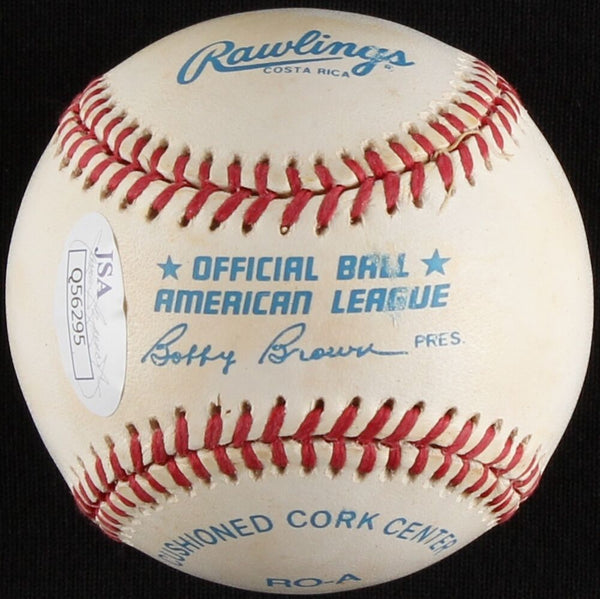 Rawlings
COSTA RICA
★ OFFICIAL BALL ★
AMERICAN LEAGUE
Bobby Brown PRES.
JSA
Q56295
CUSHIONED CORK CENTER
RO-A